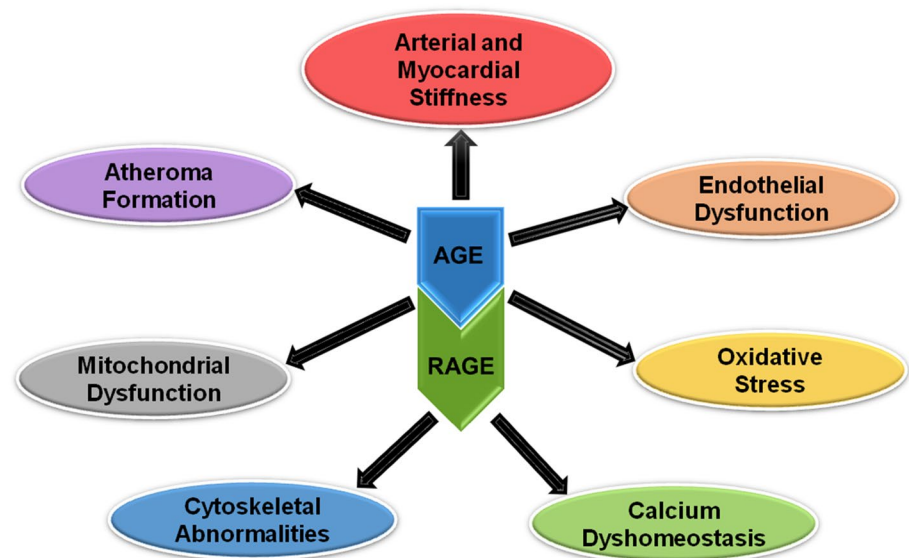 Arterial and
Myocardial
Stiffness
Atheroma
Formation
Endothelial
Dysfunction
AGE
RAGE
Mitochondrial
Dysfunction
Oxidative
Stress
Cytoskeletal
Abnormalities
Calcium
Dyshomeostasis